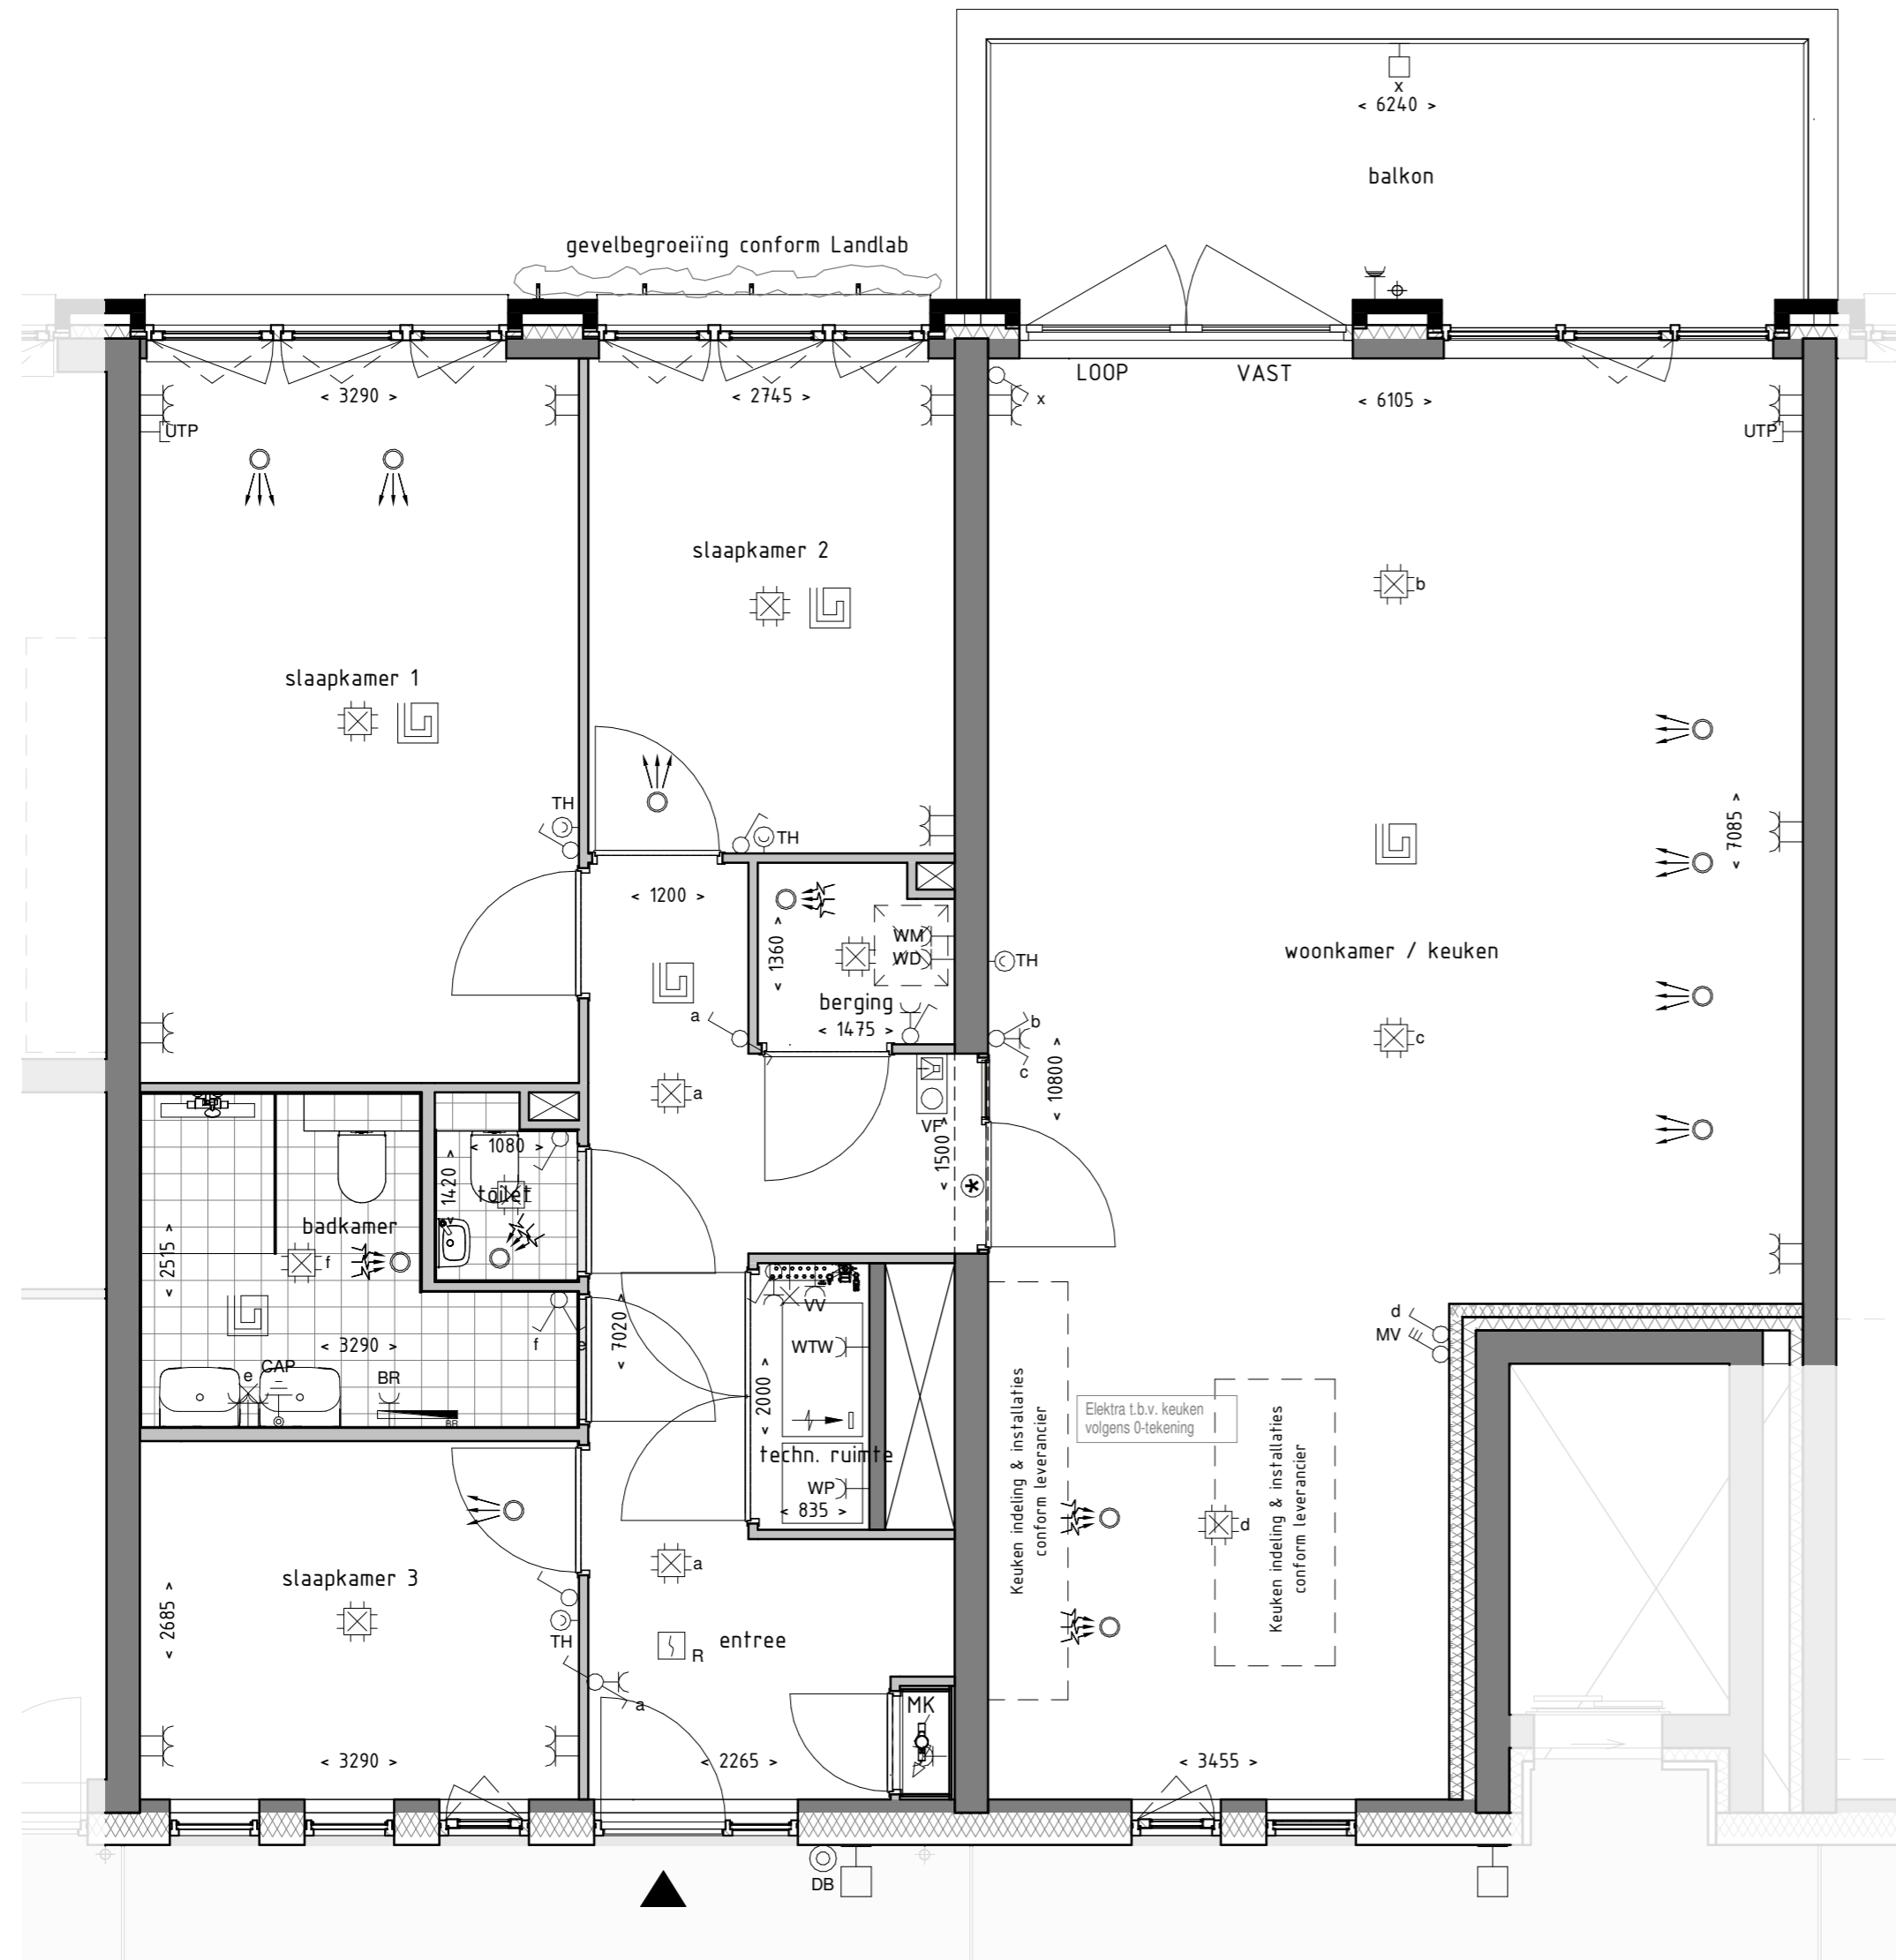 x
< 6240 >
balkon
gevelbegroeiïng conform Landlab
LOOP
VAST
< 3290 >
< 2745 >
x
< 6105 >
UTP
UTP
slaapkamer 2
b
slaapkamer 1
TH
TH
< 7085 >
< 1200 >
WM
WD
< 1360 >
woonkamer / keuken
TH
berging
a
< 1475 >
b
c
c
< 10800 >
a
VF
< 1080 >
< 1420 >
< 1500 >
toilet
badkamer
f
< 2515 >
VV
d
MV
f
e
< 7020 >
< 3290 >
WTW
e
CAP
BR
BR
< 2000 >
Keuken indeling & installaties
conform leverancier
Elektra t.b.v. keuken
volgens 0-tekening
Keuken indeling & installaties
conform leverancier
techn. ruimte
WP
< 835 >
d
a
slaapkamer 3
< 2685 >
TH
R
entree
a
MK
< 3290 >
< 2265 >
< 3455 >
DB